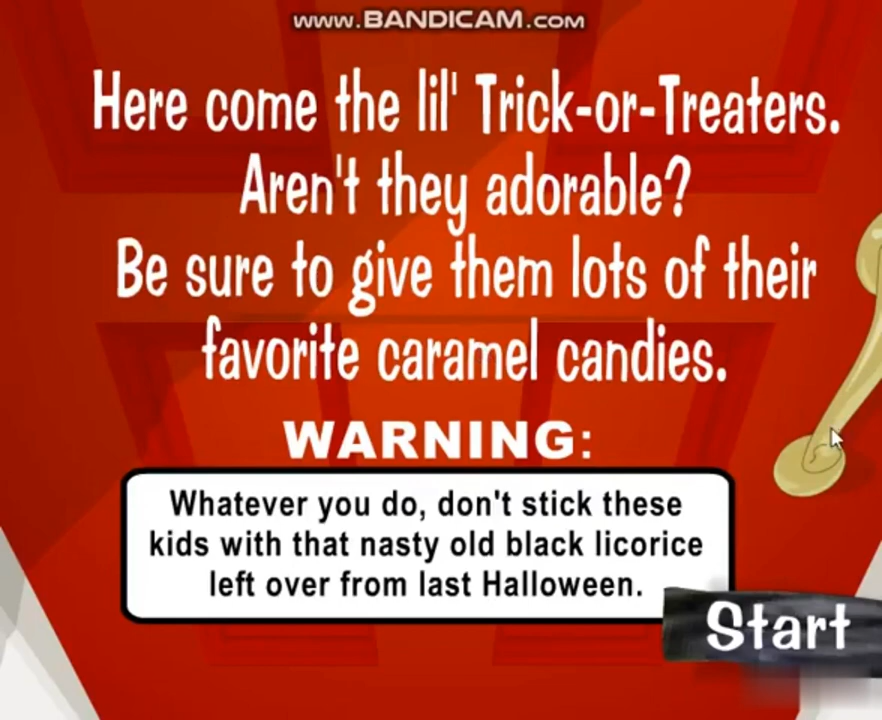 www.BANDICAM.com
Here come the lil' Trick-or-Treaters.
Aren't they adorable?
Be sure to give them lots of their
favorite caramel candies.
WARNING:
Whatever you do, don't stick these
kids with that nasty old black licorice
left over from last Halloween.
Start